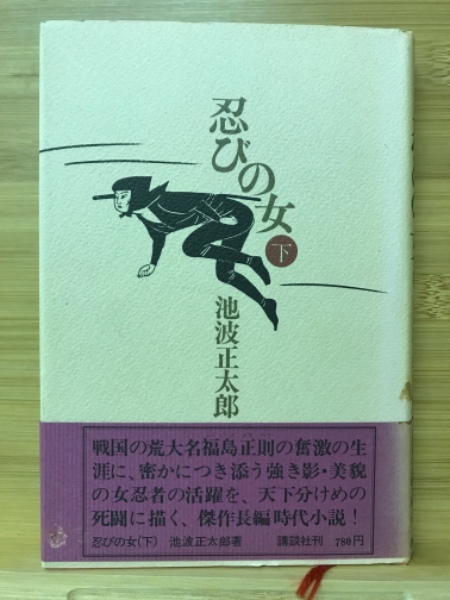 忍びの女
下
池波正太郎
戦国の荒大名福島正則の奮激の生
涯に、密かにつき添う強き影・美貌
の女忍者の活躍を、天下分けめの
死闘に描く、傑作長編時代小説!
忍びの女(下) 池波正太郎著 講談社刊 780円